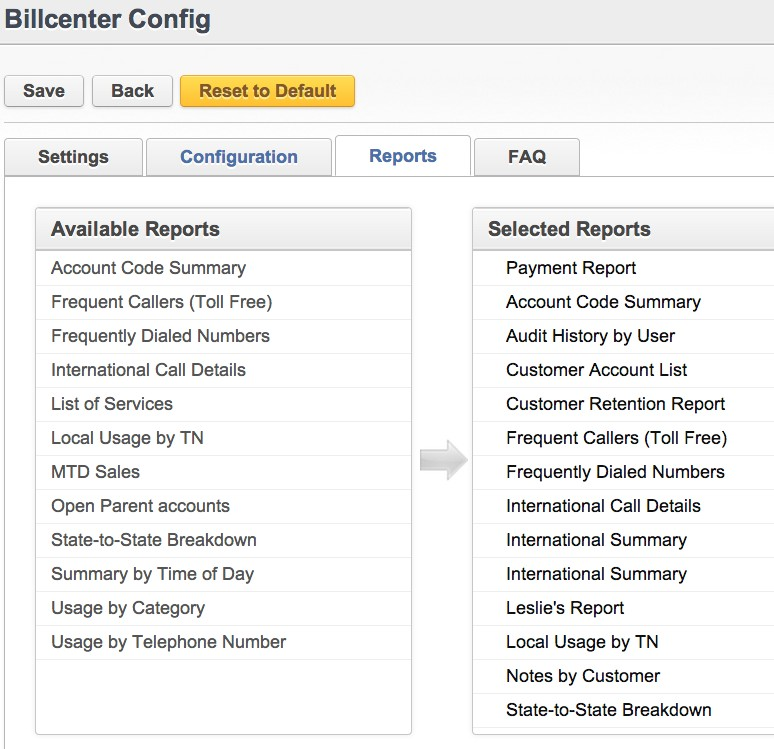 Billcenter Config
Save
Back
Reset to Default
Settings
Configuration
Reports
FAQ
Available Reports
Account Code Summary
Frequent Callers (Toll Free)
Frequently Dialed Numbers
International Call Details
List of Services
Local Usage by TN
MTD Sales
Open Parent accounts
State-to-State Breakdown
Summary by Time of Day
Usage by Category
Usage by Telephone Number
Selected Reports
Payment Report
Account Code Summary
Audit History by User
Customer Account List
Customer Retention Report
Frequent Callers (Toll Free)
Frequently Dialed Numbers
International Call Details
International Summary
International Summary
Leslie's Report
Local Usage by TN
Notes by Customer
State-to-State Breakdown